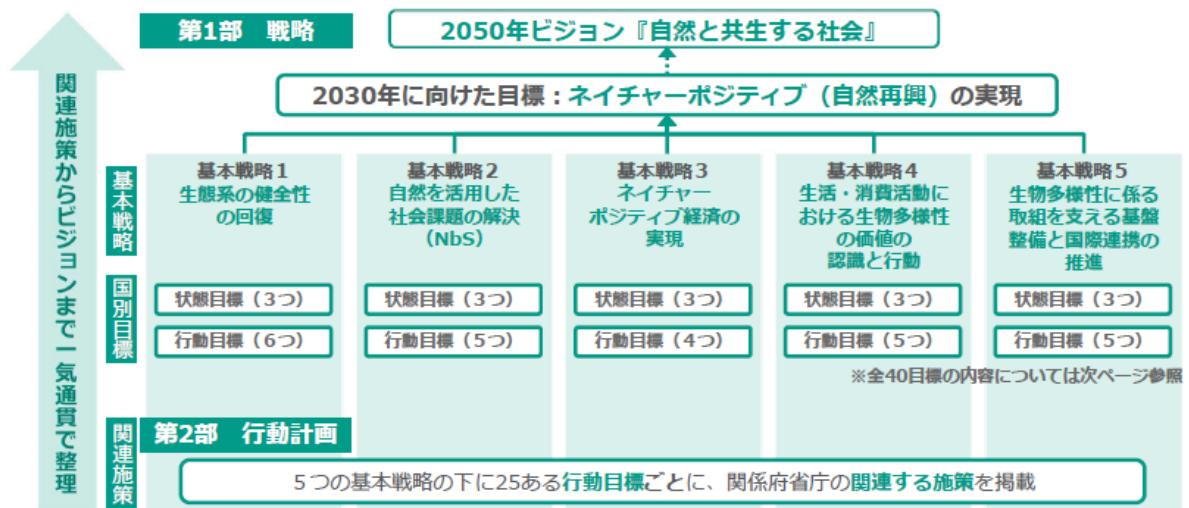 第1部 戦略
2050年ビジョン『自然と共生する社会』
2030年に向けた目標：ネイチャーポジティブ（自然再興）の実現
関連施策からビジョンまで一気通貫で整理
基本戦略
基本戦略1
生態系の健全性
の回復
基本戦略2
自然を活用した
社会課題の解決
（NbS）
基本戦略3
ネイチャー
ポジティブ経済の
実現
基本戦略4
生活・消費活動に
おける生物多様性
の価値の
認識と行動
基本戦略5
生物多様性に係る
取組を支える基盤
整備と国際連携の
推進
国別目標
状態目標（３つ）
状態目標（３つ）
状態目標（３つ）
状態目標（３つ）
状態目標（３つ）
行動目標（６つ）
行動目標（５つ）
行動目標（４つ）
行動目標（５つ）
行動目標（５つ）
※全40目標の内容については次ページ参照
関連施策
第2部 行動計画
５つの基本戦略の下に25ある行動目標ごとに、関係府省庁の関連する施策を掲載